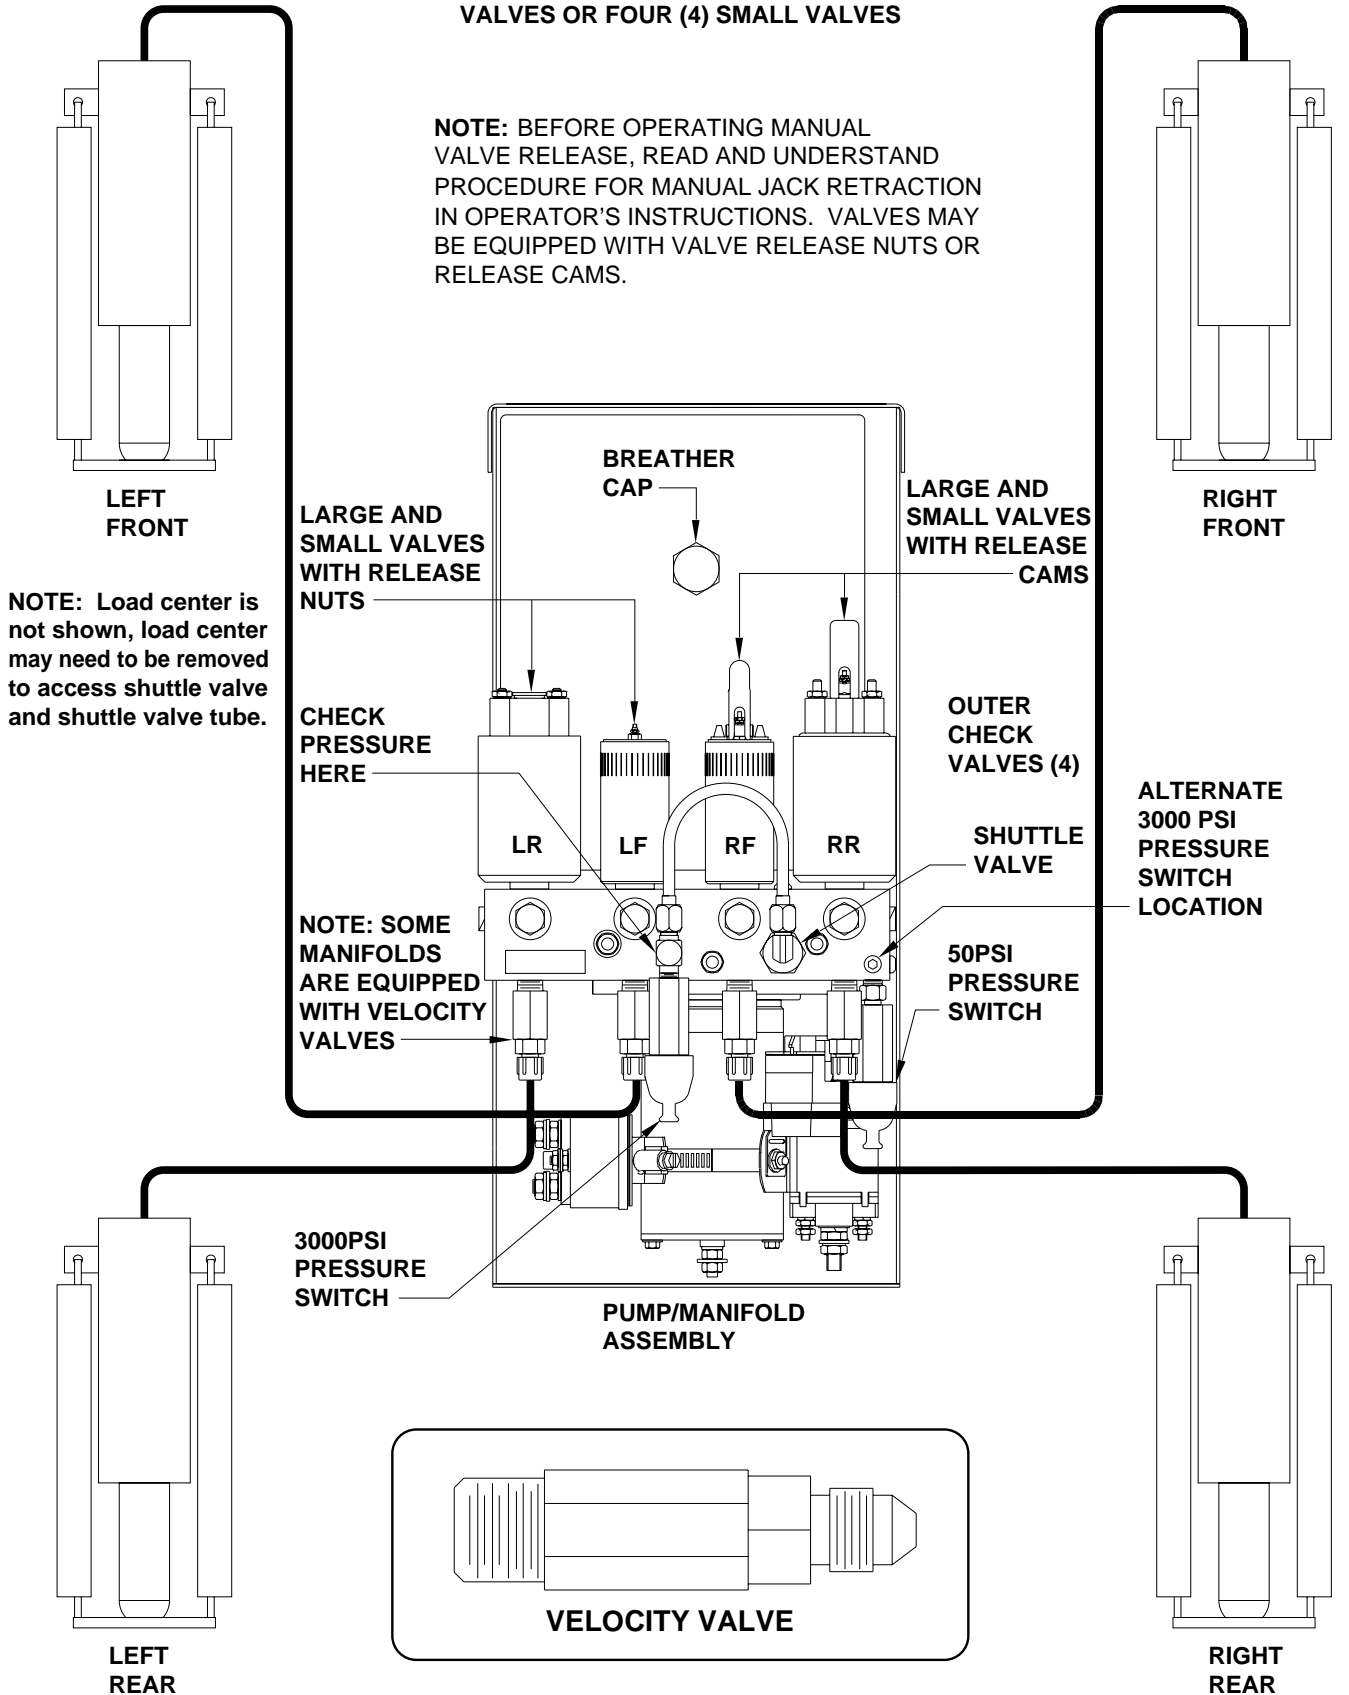 VALVES OR FOUR (4) SMALL VALVES
NOTE: BEFORE OPERATING MANUAL
VALVE RELEASE, READ AND UNDERSTAND
PROCEDURE FOR MANUAL JACK RETRACTION
IN OPERATOR'S INSTRUCTIONS. VALVES MAY
BE EQUIPPED WITH VALVE RELEASE NUTS OR
RELEASE CAMS.
LEFT
FRONT
RIGHT
FRONT
BREATHER
CAP
LARGE AND
SMALL VALVES
WITH RELEASE
NUTS
LARGE AND
SMALL VALVES
WITH RELEASE
CAMS
NOTE: Load center is
not shown, load center
may need to be removed
to access shuttle valve
and shuttle valve tube.
CHECK
PRESSURE
HERE
OUTER
CHECK
VALVES (4)
ALTERNATE
3000 PSI
PRESSURE
SWITCH
LOCATION
SHUTTLE
VALVE
LR
LF
RF
RR
NOTE: SOME
MANIFOLDS
ARE EQUIPPED
WITH VELOCITY
VALVES
50PSI
PRESSURE
SWITCH
3000PSI
PRESSURE
SWITCH
PUMP/MANIFOLD
ASSEMBLY
VELOCITY VALVE
LEFT
REAR
RIGHT
REAR